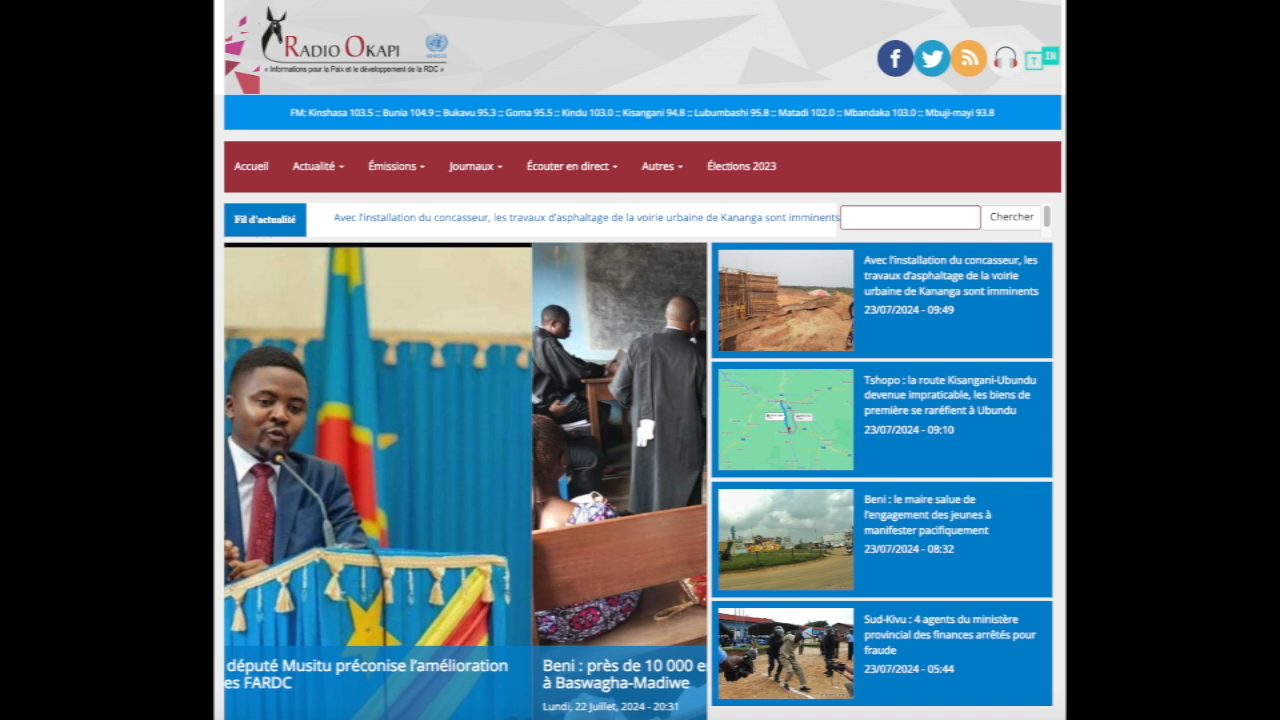 RADIO OKAPI
« Informations pour la Paix et le développement de la RDC »
T IN
FM: Kinshasa 103.5 :: Bunia 104.9 :: Bukavu 95.3 :: Goma 95.5 :: Kindu 103.0 :: Kisangani 94.8 :: Lubumbashi 95.8 :: Matadi 102.0 :: Mbandaka 103.0 :: Mbuji-mayi 93.8
Accueil Actualité Émissions Journaux Écouter en direct Autres Élections 2023
Fil d'actualité Avec l'installation du concasseur, les travaux d'asphaltage de la voirie urbaine de Kananga sont imminents Chercher
député Musitu préconise l'amélioration
es FARDC
Beni : près de 10 000 e
à Baswagha-Madiwe
Lundi, 22 Juillet, 2024 - 20:31
Avec l'installation du concasseur, les
travaux d'asphaltage de la voirie
urbaine de Kananga sont imminents
23/07/2024 - 09:49
Tshopo : la route Kisangani-Ubundu
devenue impraticable, les biens de
première se raréfient à Ubundu
23/07/2024 - 09:10
Beni : le maire salue de
l'engagement des jeunes à
manifester pacifiquement
23/07/2024 - 08:32
Sud-Kivu : 4 agents du ministère
provincial des finances arrêtés pour
fraude
23/07/2024 - 05:44